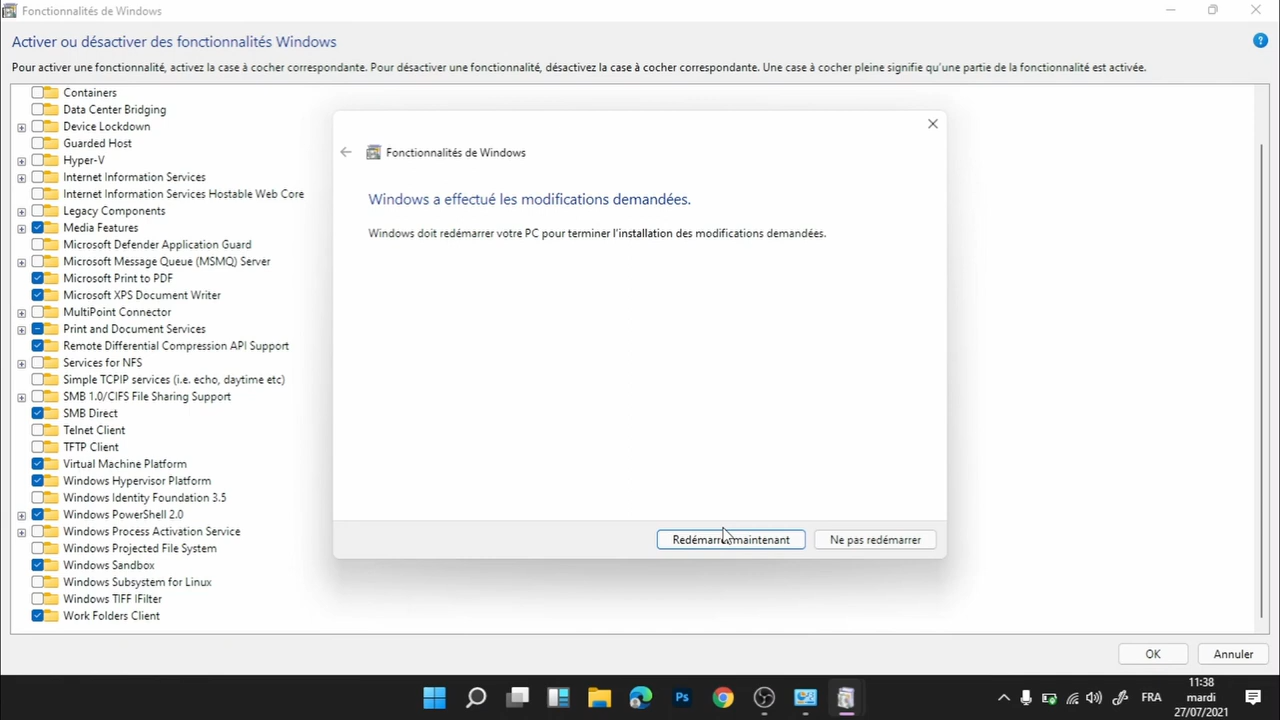 Fonctionnalités de Windows
Activer ou désactiver des fonctionnalités Windows
Pour activer une fonctionnalité, activez la case à cocher correspondante. Pour désactiver une fonctionnalité, désactivez la case à cocher correspondante. Une case à cocher pleine signifie qu'une partie de la fonctionnalité est activée.
Containers
Data Center Bridging
Device Lockdown
Guarded Host
Hyper-V
Internet Information Services
Internet Information Services Hostable Web Core
Legacy Components
Media Features
Microsoft Defender Application Guard
Microsoft Message Queue (MSMQ) Server
Microsoft Print to PDF
Microsoft XPS Document Writer
MultiPoint Connector
Print and Document Services
Remote Differential Compression API Support
Services for NFS
Simple TCPIP services (i.e. echo, daytime etc)
SMB 1.0/CIFS File Sharing Support
SMB Direct
Telnet Client
TFTP Client
Virtual Machine Platform
Windows Hypervisor Platform
Windows Identity Foundation 3.5
Windows PowerShell 2.0
Windows Process Activation Service
Windows Projected File System
Windows Sandbox
Windows Subsystem for Linux
Windows TIFF IFilter
Work Folders Client
Fonctionnalités de Windows
Windows a effectué les modifications demandées.
Windows doit redémarrer votre PC pour terminer l'installation des modifications demandées.
Redémarrer maintenant
Ne pas redémarrer
OK
Annuler
Ps
FRA
11:38
mardi
27/07/2021